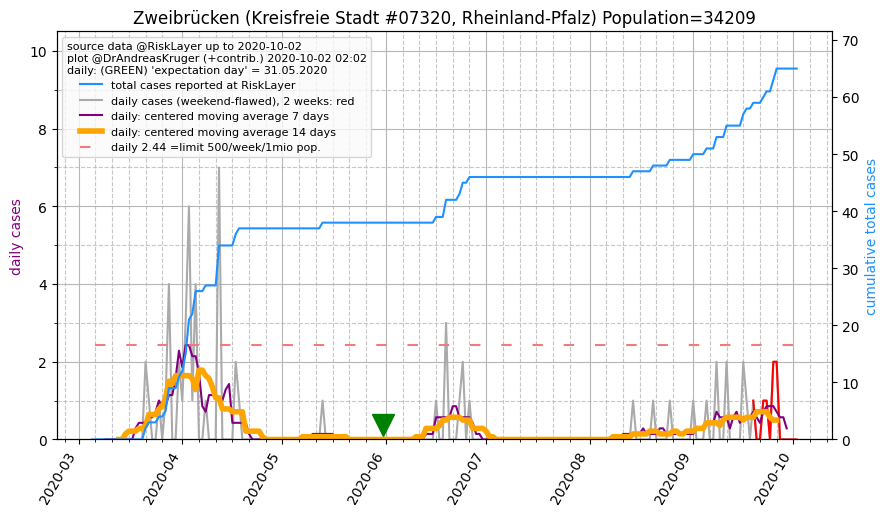 Zweibrücken (Kreisfreie Stadt #07320, Rheinland-Pfalz) Population=34209
source data @RiskLayer up to 2020-10-02
plot @DrAndreasKruger (+contrib.) 2020-10-02 02:02
daily: (GREEN) 'expectation day' = 31.05.2020
total cases reported at RiskLayer
daily cases (weekend-flawed), 2 weeks: red
daily: centered moving average 7 days
daily: centered moving average 14 days
daily 2.44 =limit 500/week/1mio pop.
daily cases
10
8
6
4
2
0
cumulative total cases
70
60
50
40
30
20
10
0
2020-03
2020-04
2020-05
2020-06
2020-07
2020-08
2020-09
2020-10